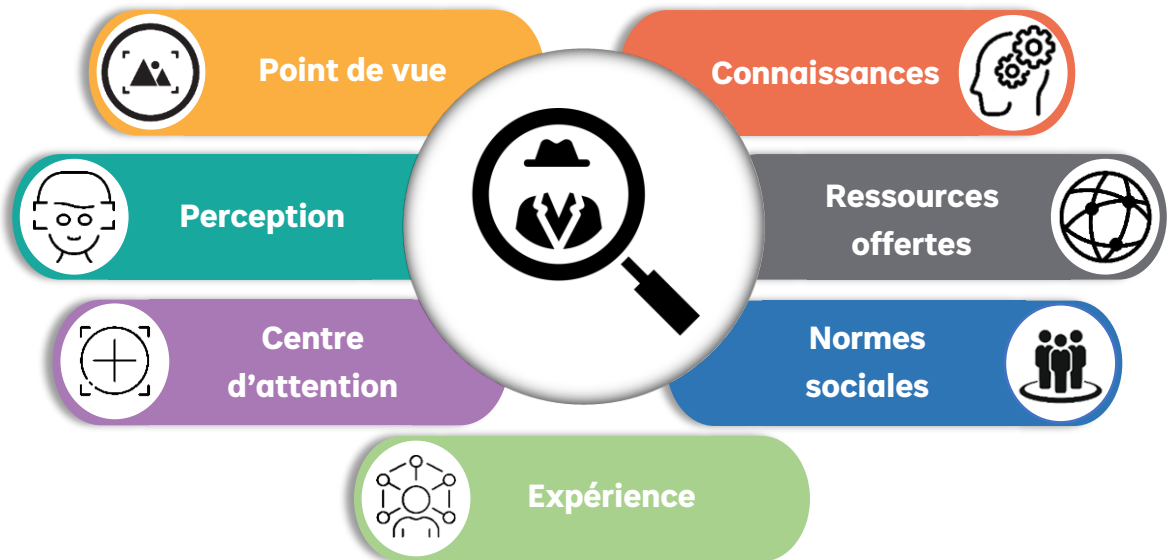 Point de vue
Connaissances
Perception
Ressources
offertes
Centre
d'attention
Normes
sociales
Expérience